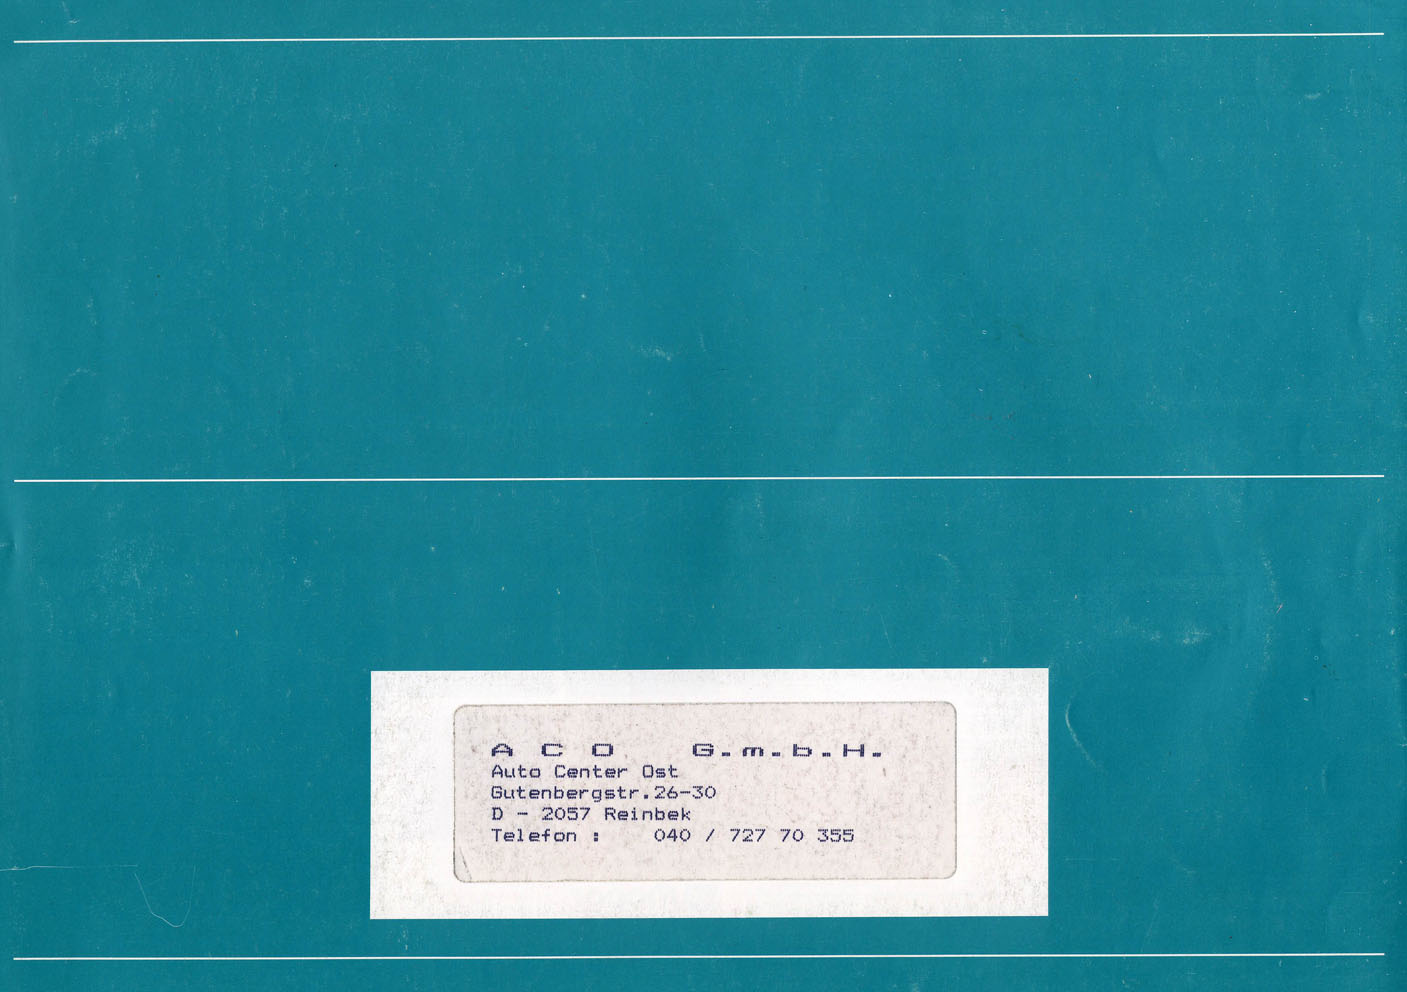 A C O G.m.b.H.
Auto Center Ost
Gutenbergstr.26-30
D - 2057 Reinbek
Telefon : 040 / 727 70 355